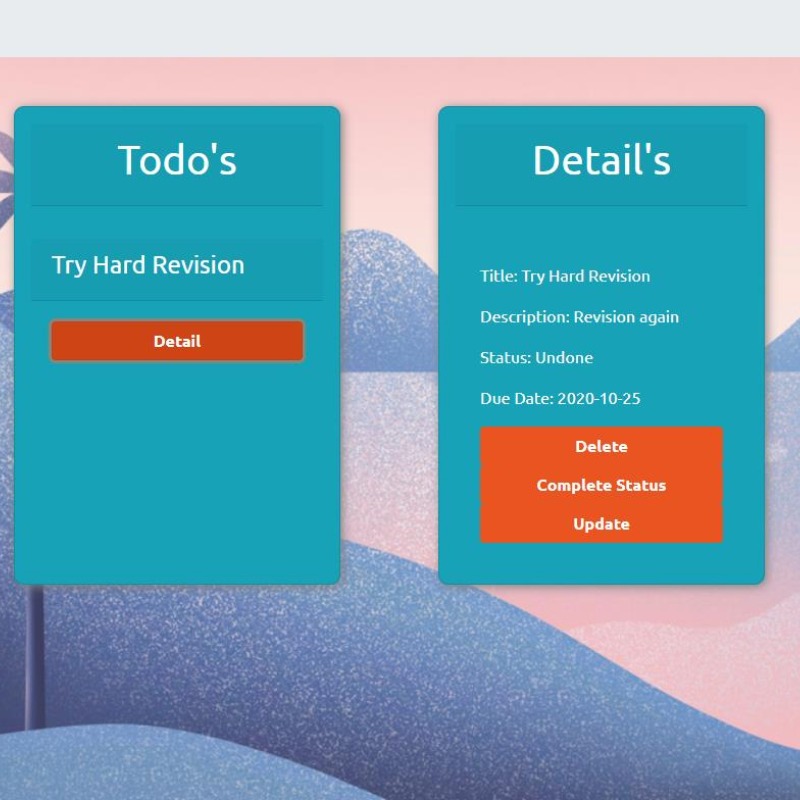 Todo's
Try Hard Revision
Detail
Detail's
Title: Try Hard Revision
Description: Revision again
Status: Undone
Due Date: 2020-10-25
Delete
Complete Status
Update